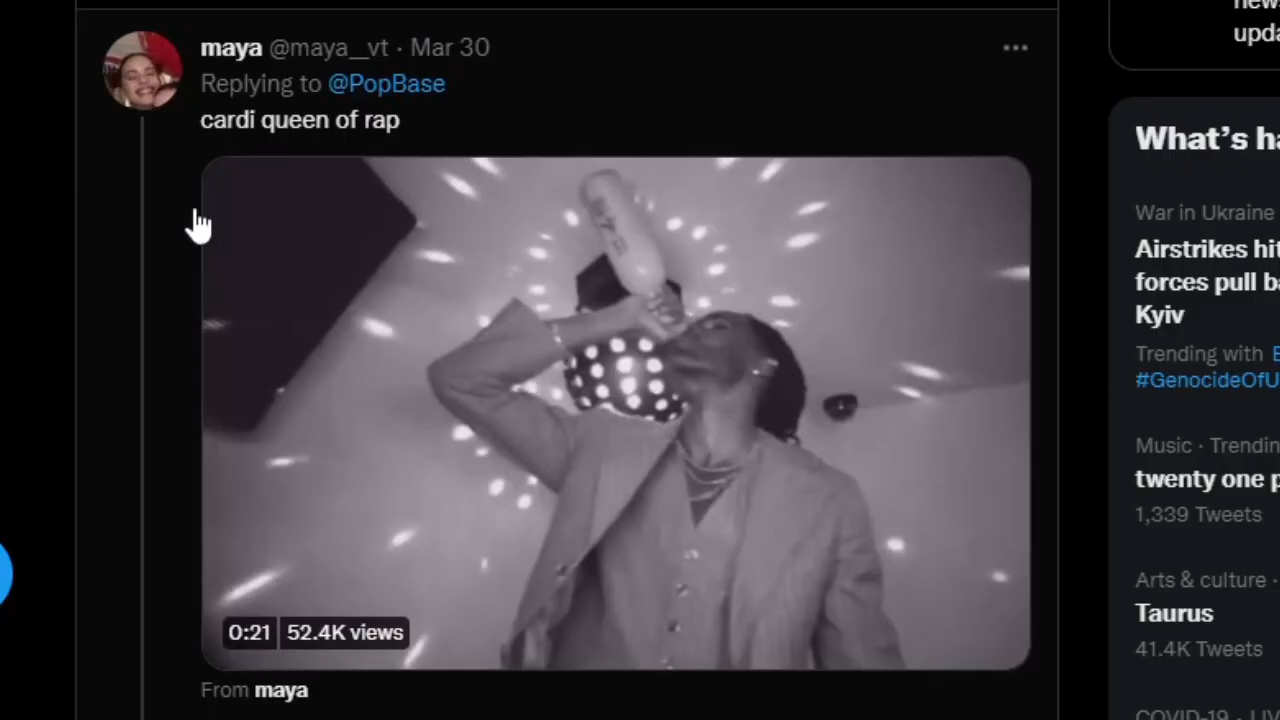 maya @maya__vt · Mar 30
Replying to @PopBase
cardi queen of rap
0:21 52.4K views
From maya
upda
What's ha
War in Ukraine
Airstrikes hit
forces pull ba
Kyiv
Trending with
#GenocideOfU
Music · Trendin
twenty one p
1,339 Tweets
Arts & culture ·
Taurus
41.4K Tweets
COVID-19 · LIV